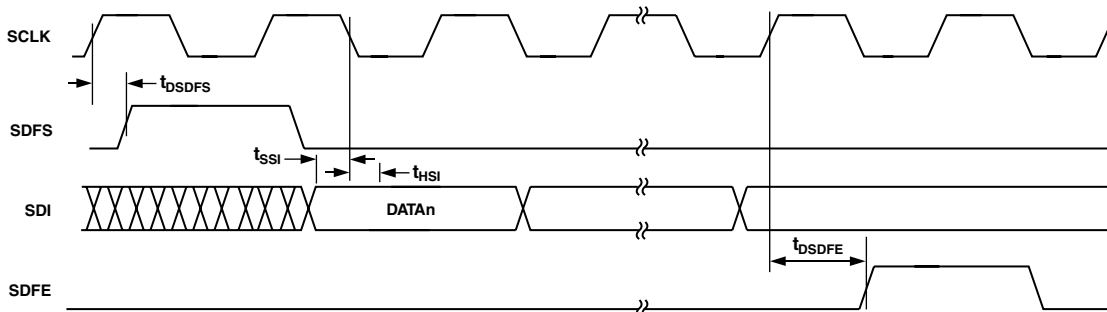 SCLK
tDSDFS
SDFS
tSSI
tHSI
SDI
DATAn
tDSDFE
SDFE